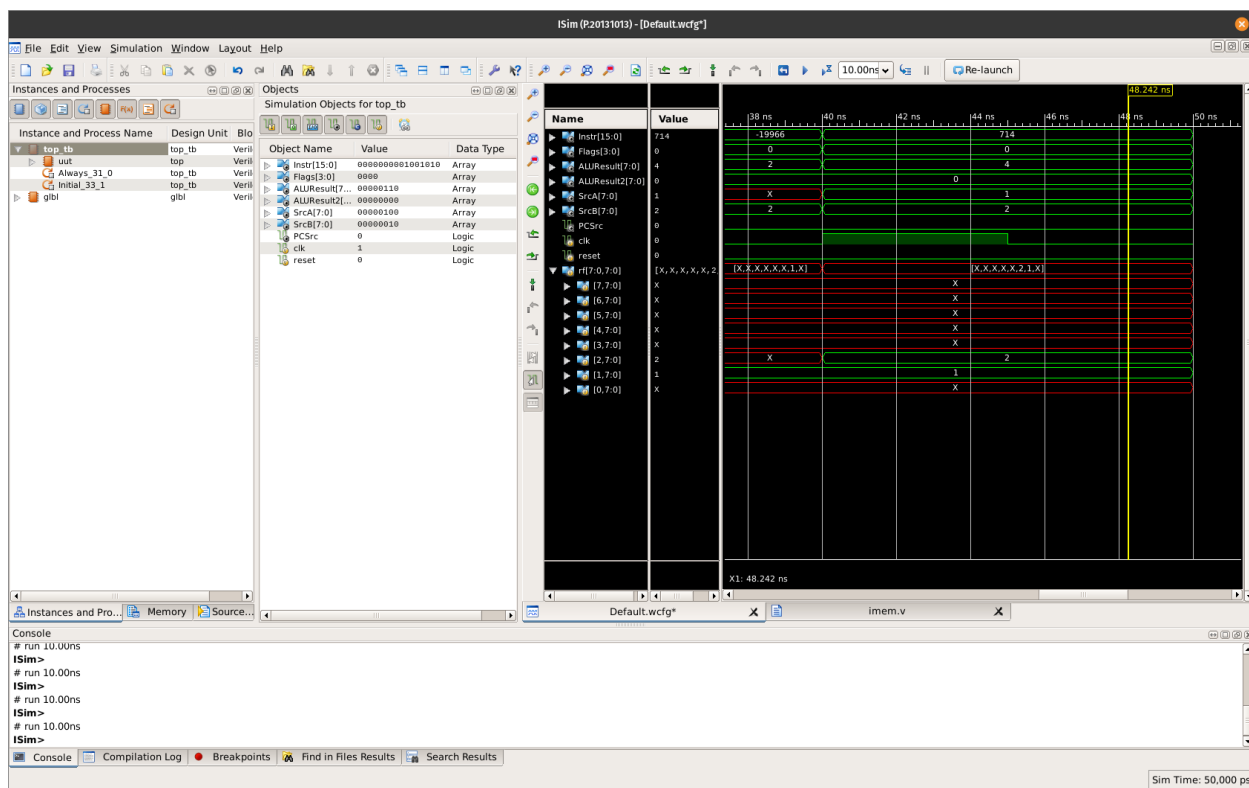 ISim (P.20131013) - [Default.wcfg*]
File Edit View Simulation Window Layout Help
10.00ns Re-launch
Instances and Processes
Instance and Process Name Design Unit Blo
top_tb top_tb Veril
uut top Veril
Always_31_0 top_tb Veril
Initial_33_1 top_tb Veril
glbl glbl Veril
Instances and Pro... Memory Source...
Objects
Simulation Objects for top_tb
Object Name Value Data Type
Instr[15:0] 0000000001001010 Array
Flags[3:0] 0000 Array
ALUResult[7... 00000110 Array
ALUResult2[... 00000000 Array
SrcA[7:0] 00000100 Array
SrcB[7:0] 00000010 Array
PCSrc 0 Logic
clk 1 Logic
reset 0 Logic
48.242 ns
Name Value 38 ns 40 ns 42 ns 44 ns 46 ns 48 ns 50 ns
Instr[15:0] 714 -19966 714
Flags[3:0] 0 0 0
ALUResult[7:0] 4 2 4
ALUResult2[7:0] 0 0
SrcA[7:0] 1 X 1
SrcB[7:0] 2 2 2
PCSrc 0
clk 0
reset 0
rf[7:0,7:0] [X,X,X,X,X,2 [X,X,X,X,X,X,1,X] [X,X,X,X,X,2,1,X]
[7,7:0] X X
[6,7:0] X X
[5,7:0] X X
[4,7:0] X X
[3,7:0] X X
[2,7:0] 2 X 2
[1,7:0] 1 1
[0,7:0] X X
X1: 48.242 ns
Default.wcfg* imem.v
Console
# run 10.00ns
ISim>
# run 10.00ns
ISim>
# run 10.00ns
ISim>
# run 10.00ns
ISim>
Console Compilation Log Breakpoints Find in Files Results Search Results
Sim Time: 50,000 ps